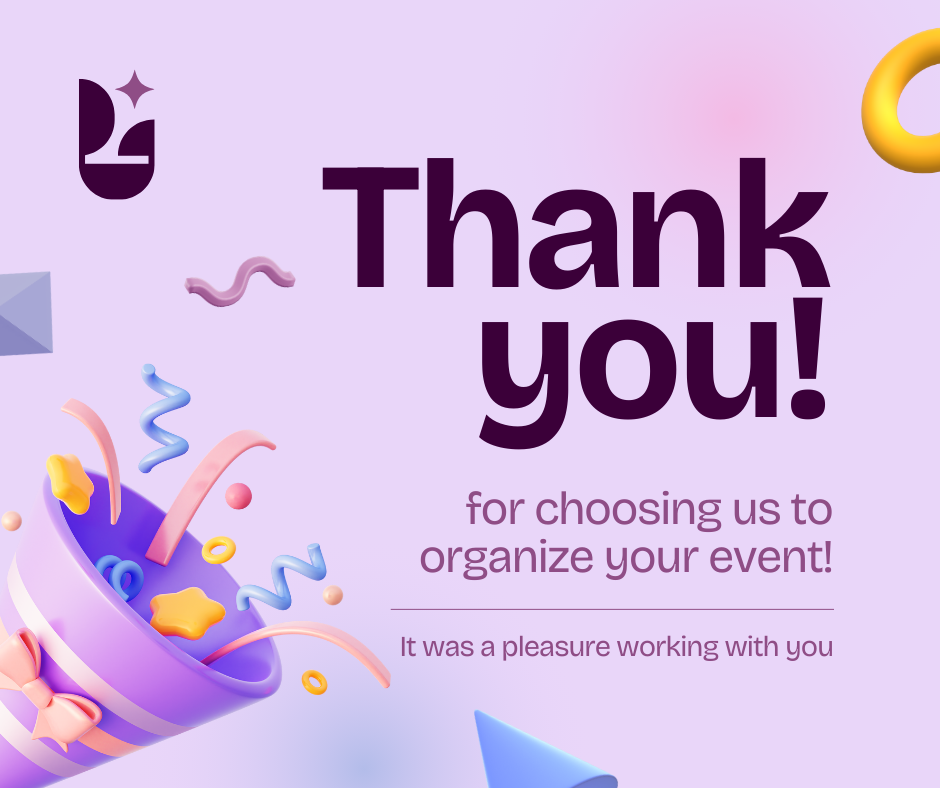 Thank
you!
for choosing us to
organize your event!
It was a pleasure working with you